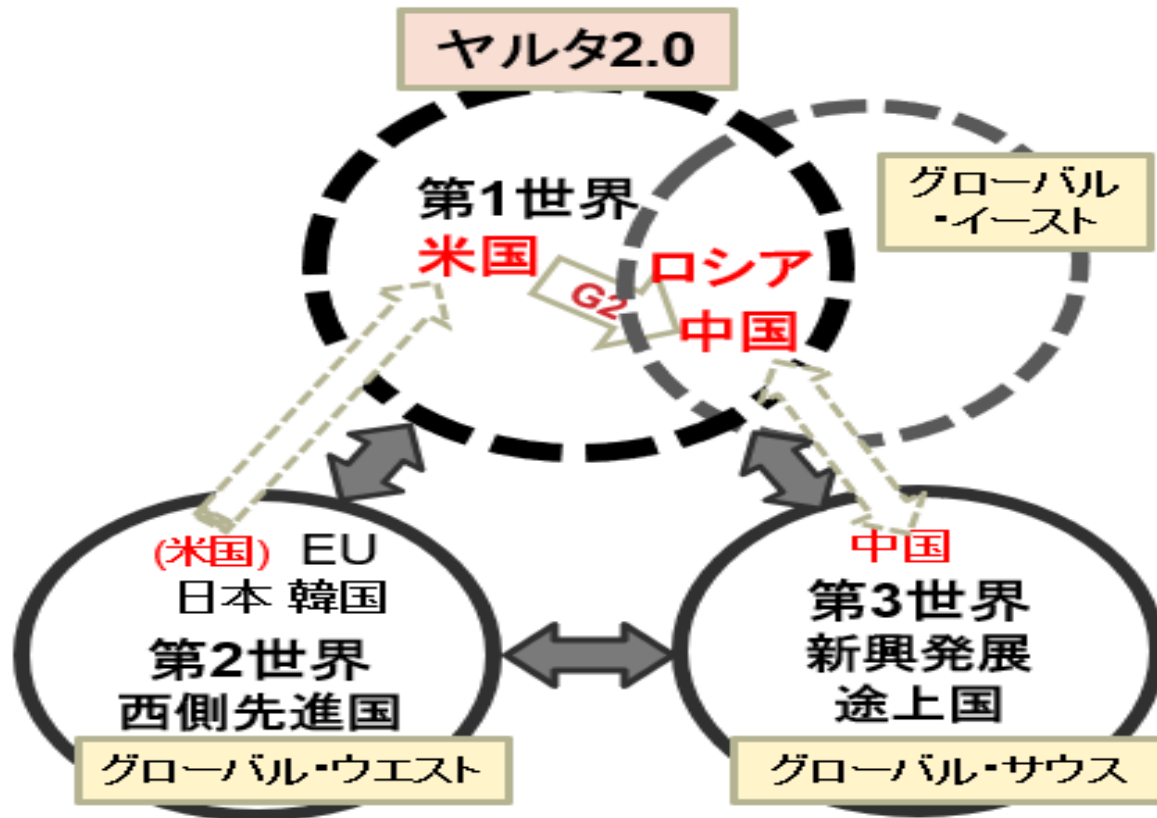 ヤルタ2.0
グローバル
・イースト
第1世界
米国
G2
ロシア
中国
(米国) EU
日本 韓国
第2世界
西側先進国
グローバル・ウエスト
中国
第3世界
新興発展
途上国
グローバル・サウス